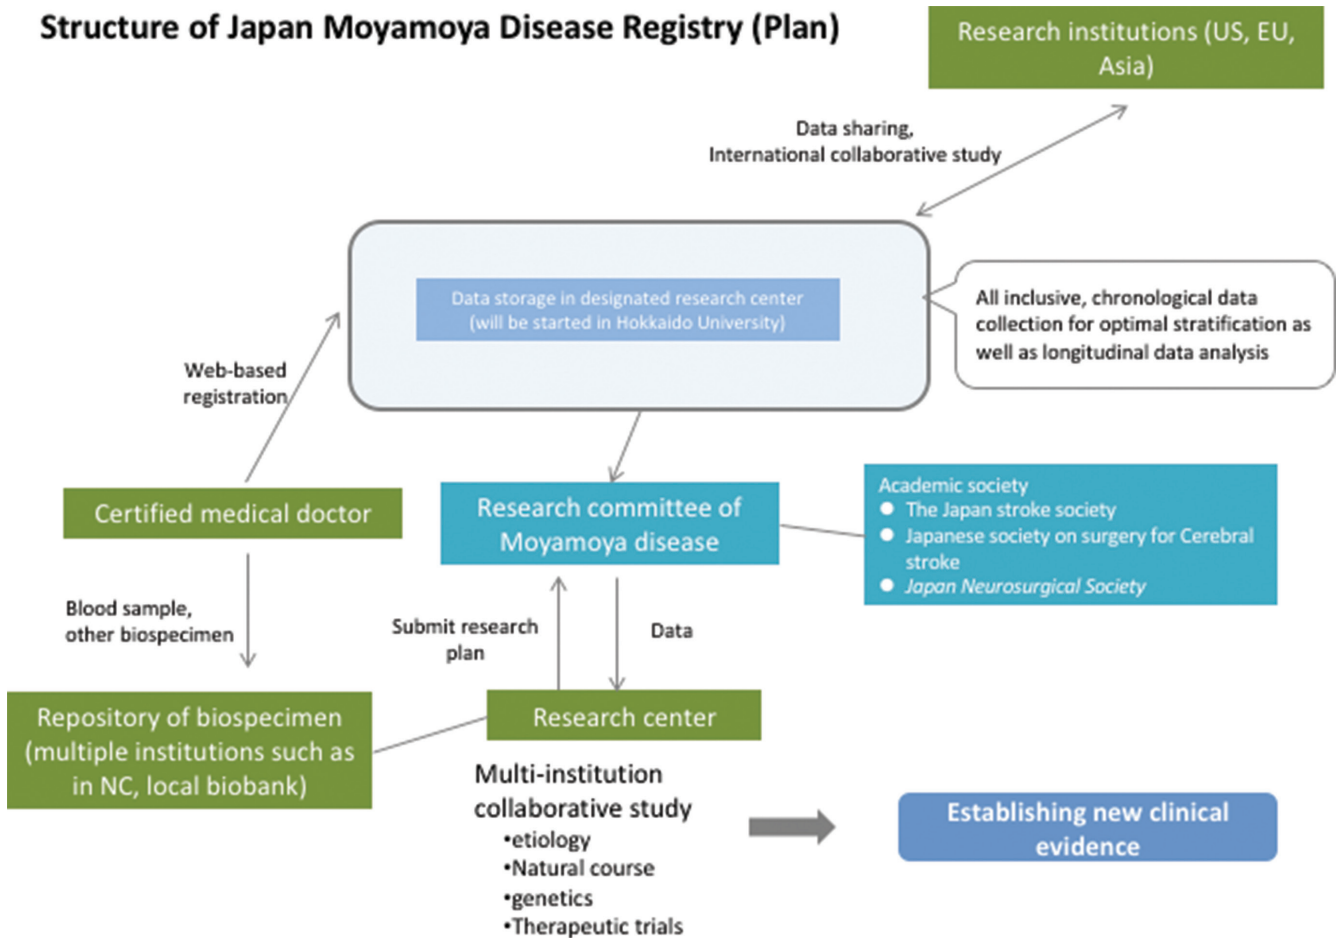 Structure of Japan Moyamoya Disease Registry (Plan)
Research institutions (US, EU,
Asia)
Data sharing,
International collaborative study
Data storage in designated research center
(will be started in Hokkaido University)
All inclusive, chronological data
collection for optimal stratification as
well as longitudinal data analysis
Web-based
registration
Certified medical doctor
Research committee of
Moyamoya disease
Academic society
● The Japan stroke society
● Japanese society on surgery for Cerebral
stroke
● Japan Neurosurgical Society
Blood sample,
other biospecimen
Submit research
plan
Data
Repository of biospecimen
(multiple institutions such as
in NC, local biobank)
Research center
Multi-institution
collaborative study
•etiology
•Natural course
•genetics
•Therapeutic trials
Establishing new clinical
evidence